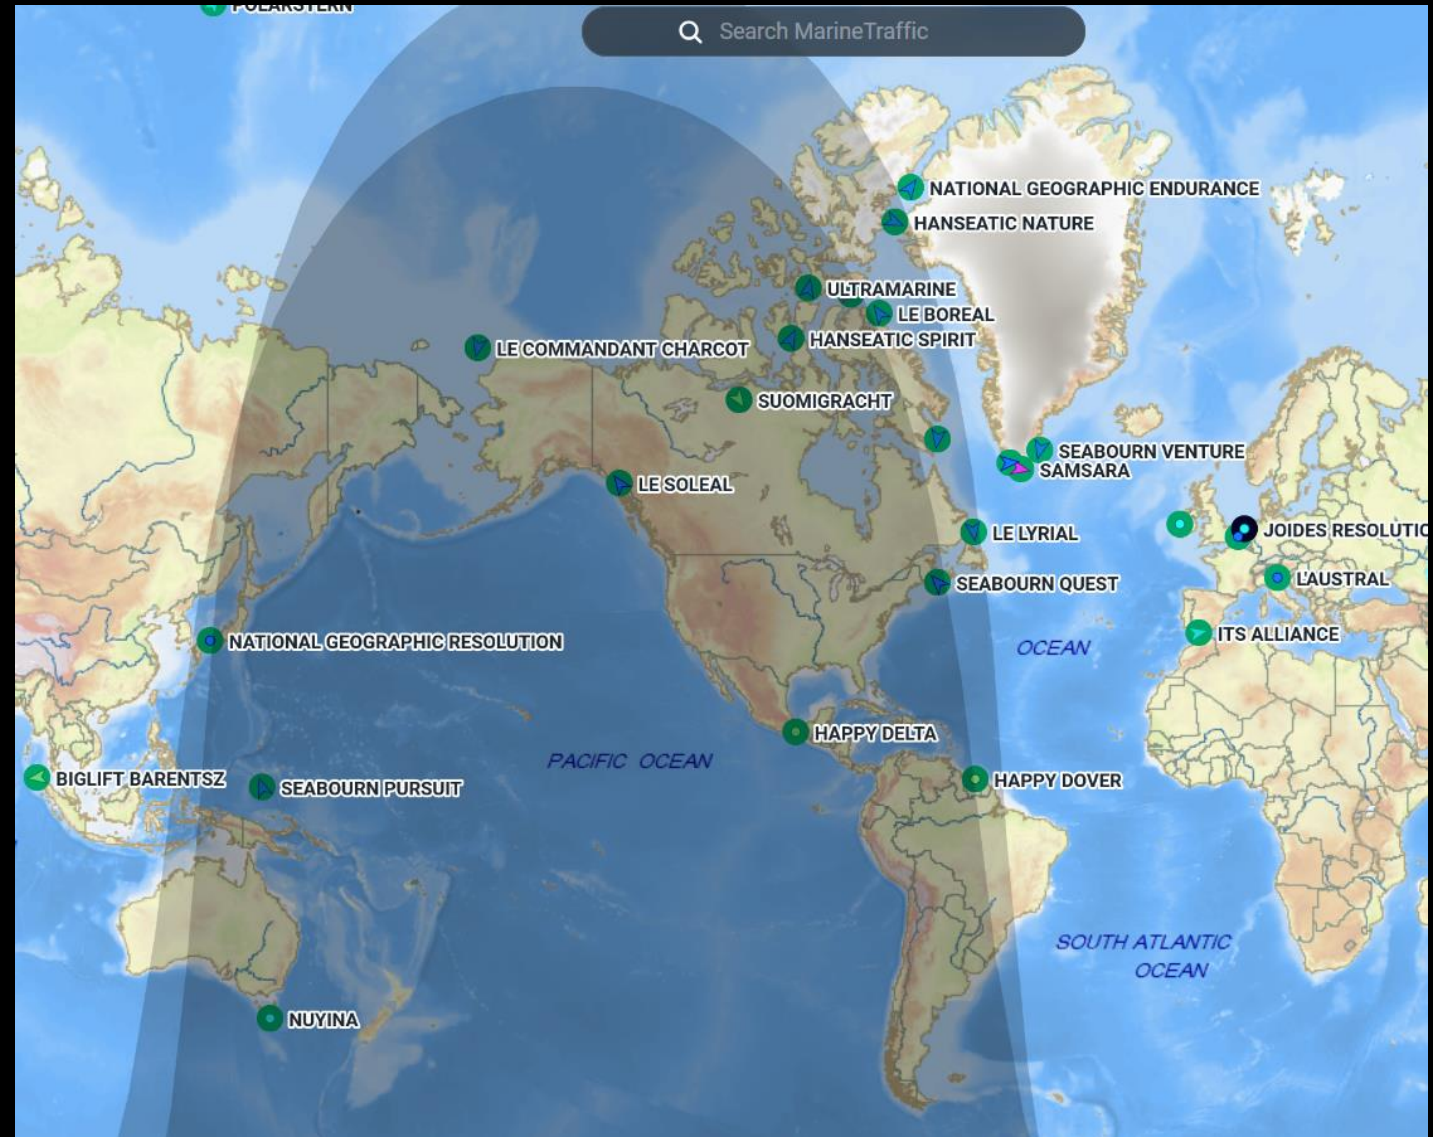 POLARSTERN
Search MarineTraffic
NATIONAL GEOGRAPHIC ENDURANCE
HANSEATIC NATURE
ULTRAMARINE
LE BOREAL
HANSEATIC SPIRIT
LE COMMANDANT CHARCOT
SUOMIGRACHT
SEABOURN VENTURE
SAMSARA
LE SOLEAL
JOIDES RESOLUTIO
LE LYRIAL
L'AUSTRAL
SEABOURN QUEST
ITS ALLIANCE
NATIONAL GEOGRAPHIC RESOLUTION
OCEAN
HAPPY DELTA
PACIFIC OCEAN
BIGLIFT BARENTSZ
HAPPY DOVER
SEABOURN PURSUIT
SOUTH ATLANTIC
OCEAN
NUYINA